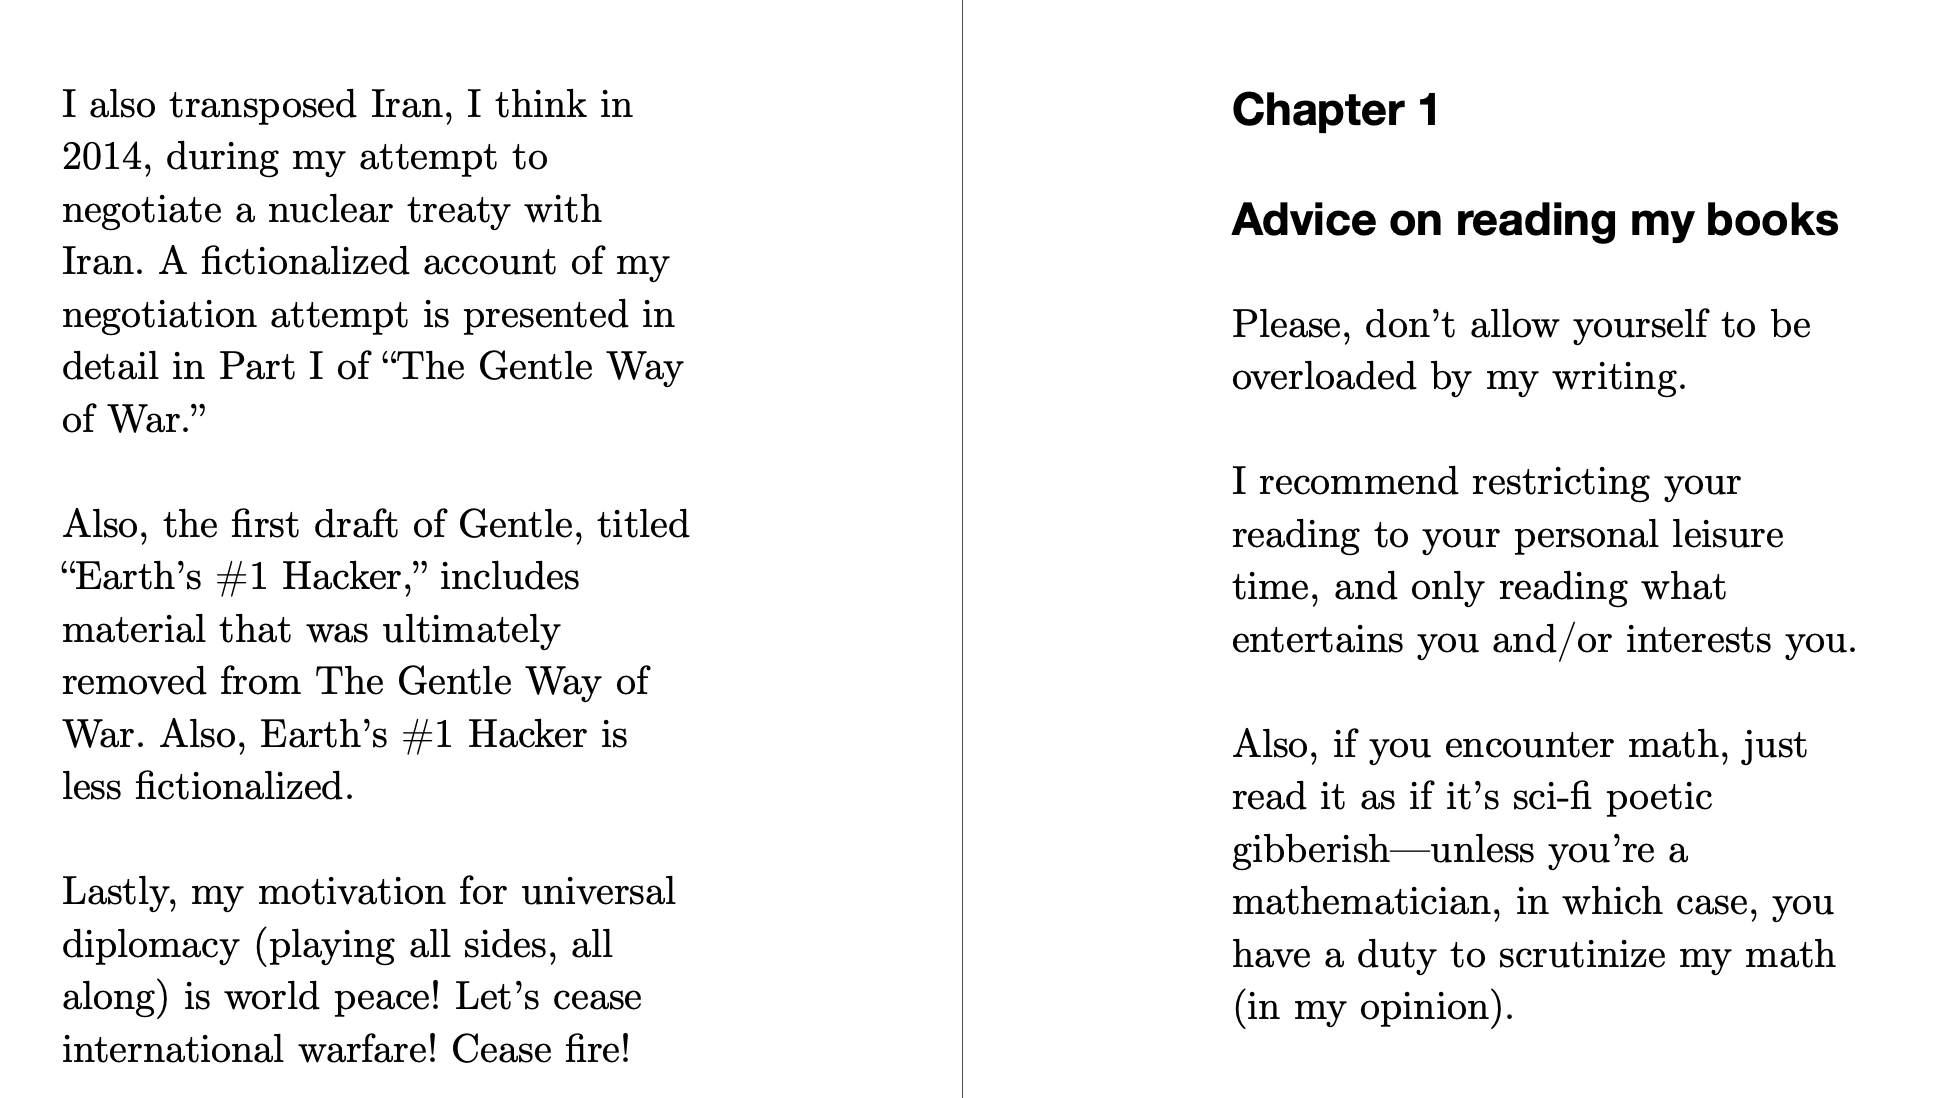 I also transposed Iran, I think in
2014, during my attempt to
negotiate a nuclear treaty with
Iran. A fictionalized account of my
negotiation attempt is presented in
detail in Part I of “The Gentle Way
of War.”
Also, the first draft of Gentle, titled
“Earth’s #1 Hacker,” includes
material that was ultimately
removed from The Gentle Way of
War. Also, Earth’s #1 Hacker is
less fictionalized.
Lastly, my motivation for universal
diplomacy (playing all sides, all
along) is world peace! Let’s cease
international warfare! Cease fire!
Chapter 1
Advice on reading my books
Please, don’t allow yourself to be
overloaded by my writing.
I recommend restricting your
reading to your personal leisure
time, and only reading what
entertains you and/or interests you.
Also, if you encounter math, just
read it as if it’s sci-fi poetic
gibberish—unless you’re a
mathematician, in which case, you
have a duty to scrutinize my math
(in my opinion).